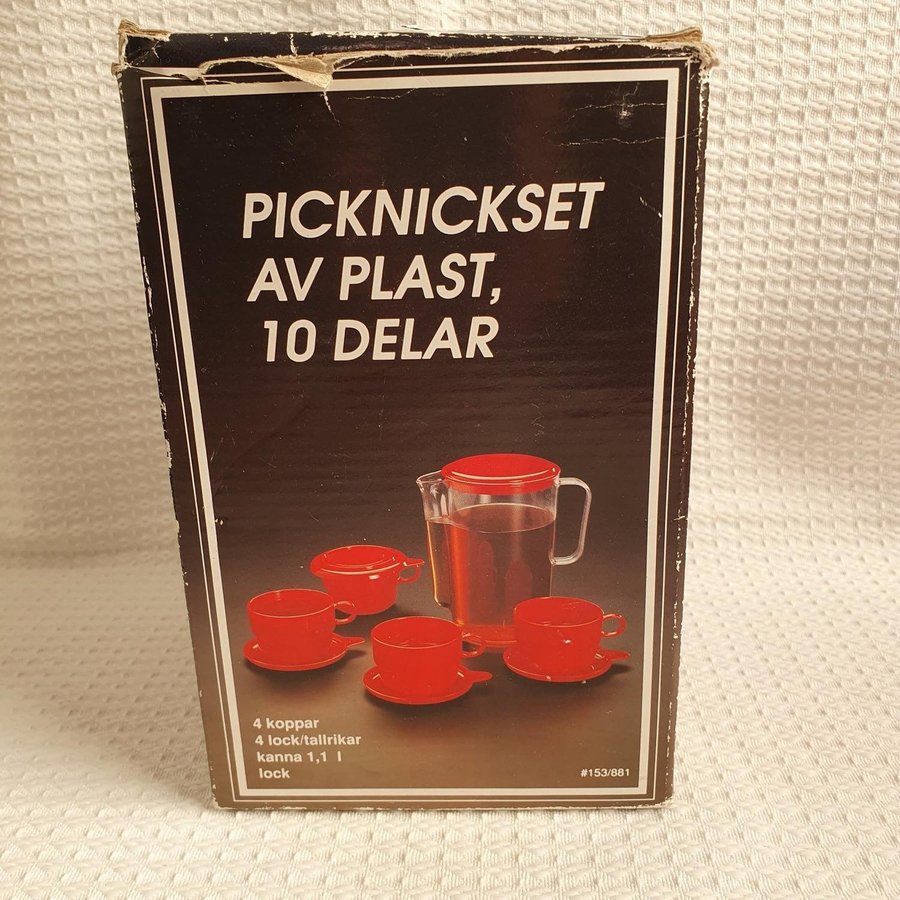 PICKNICKSET
AV PLAST,
10 DELAR
4 koppar
4 lock/tallrikar
kanna 1,1 l
lock
#153/881